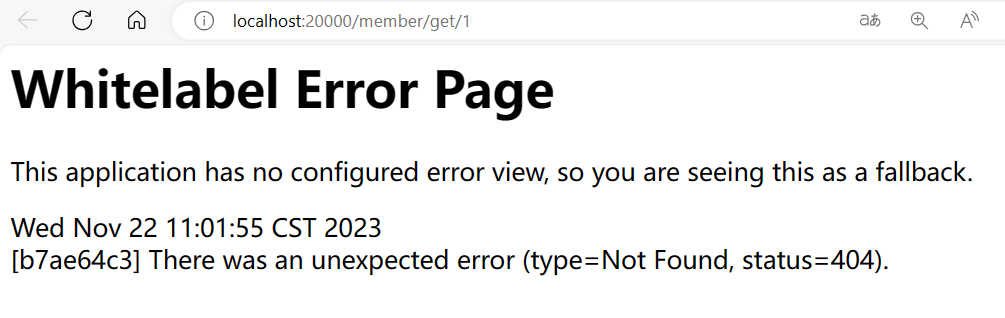 localhost:20000/member/get/1
Whitelabel Error Page
This application has no configured error view, so you are seeing this as a fallback.
Wed Nov 22 11:01:55 CST 2023
[b7ae64c3] There was an unexpected error (type=Not Found, status=404).